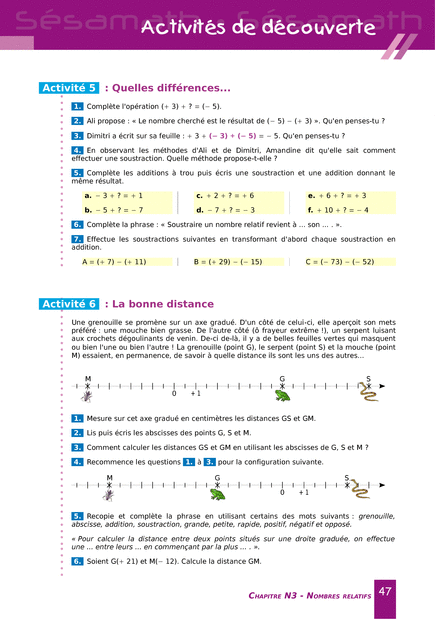 Sésamath
Sésamath
Activités de découverte
Activité 5 : Quelles différences...
1. Complète l'opération (+ 3) + ? = (− 5).
2. Ali propose : « Le nombre cherché est le résultat de (− 5) − (+ 3) ». Qu'en penses-tu ?
3. Dimitri a écrit sur sa feuille : + 3 + (− 3) + (− 5) = − 5. Qu'en penses-tu ?
4. En observant les méthodes d'Ali et de Dimitri, Amandine dit qu'elle sait comment
effectuer une soustraction. Quelle méthode propose-t-elle ?
5. Complète les additions à trou puis écris une soustraction et une addition donnant le
même résultat.
a. − 3 + ? = + 1 c. + 2 + ? = + 6 e. + 6 + ? = + 3
b. − 5 + ? = − 7 d. − 7 + ? = − 3 f. + 10 + ? = − 4
6. Complète la phrase : « Soustraire un nombre relatif revient à ... son ... . ».
7. Effectue les soustractions suivantes en transformant d'abord chaque soustraction en
addition.
A = (+ 7) − (+ 11) B = (+ 29) − (− 15) C = (− 73) − (− 52)
Activité 6 : La bonne distance
Une grenouille se promène sur un axe gradué. D'un côté de celui-ci, elle aperçoit son mets
préféré : une mouche bien grasse. De l'autre côté (ô frayeur extrême !), un serpent luisant
aux crochets dégoulinants de venin. De-ci de-là, il y a de belles feuilles vertes qui masquent
ou bien l'une ou bien l'autre ! La grenouille (point G), le serpent (point S) et la mouche (point
M) essaient, en permanence, de savoir à quelle distance ils sont les uns des autres...
M G S
0 + 1
1. Mesure sur cet axe gradué en centimètres les distances GS et GM.
2. Lis puis écris les abscisses des points G, S et M.
3. Comment calculer les distances GS et GM en utilisant les abscisses de G, S et M ?
4. Recommence les questions 1. à 3. pour la configuration suivante.
M G S
0 + 1
5. Recopie et complète la phrase en utilisant certains des mots suivants : grenouille,
abscisse, addition, soustraction, grande, petite, rapide, positif, négatif et opposé.
« Pour calculer la distance entre deux points situés sur une droite graduée, on effectue
une ... entre leurs ... en commençant par la plus ... . ».
6. Soient G(+ 21) et M(− 12). Calcule la distance GM.
CHAPITRE N3 - NOMBRES RELATIFS 47